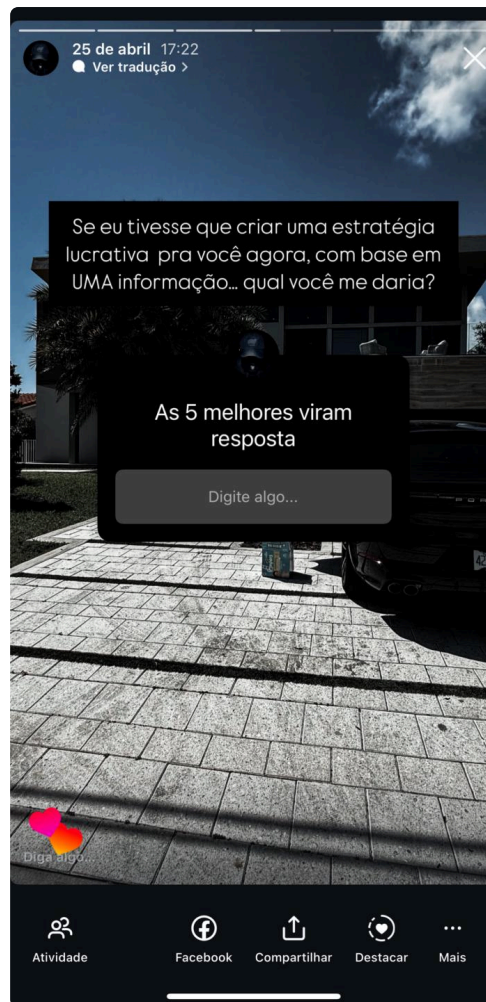 25 de abril 17:22
Ver tradução >
Se eu tivesse que criar uma estratégia
lucrativa pra você agora, com base em
UMA informação... qual você me daria?
As 5 melhores viram
resposta
Digite algo...
Diga algo...
Atividade
Facebook
Compartilhar
Destacar
Mais